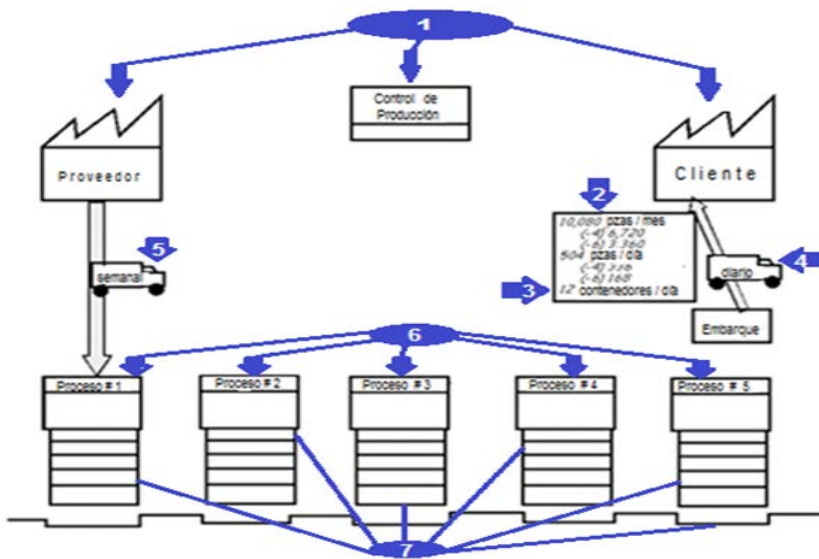 1
Control de
Producción
Proveedor
Cliente
2
10,080 pzas / mes
(-4) 6,720
(-6) 3.360
504 pzas / día
(-4) 336
(-6) 168
3
12 contenedores / día
5
semanal
4
diario
Embarque
6
Proceso # 1
Proceso # 2
Proceso # 3
Proceso # 4
Proceso # 5
7